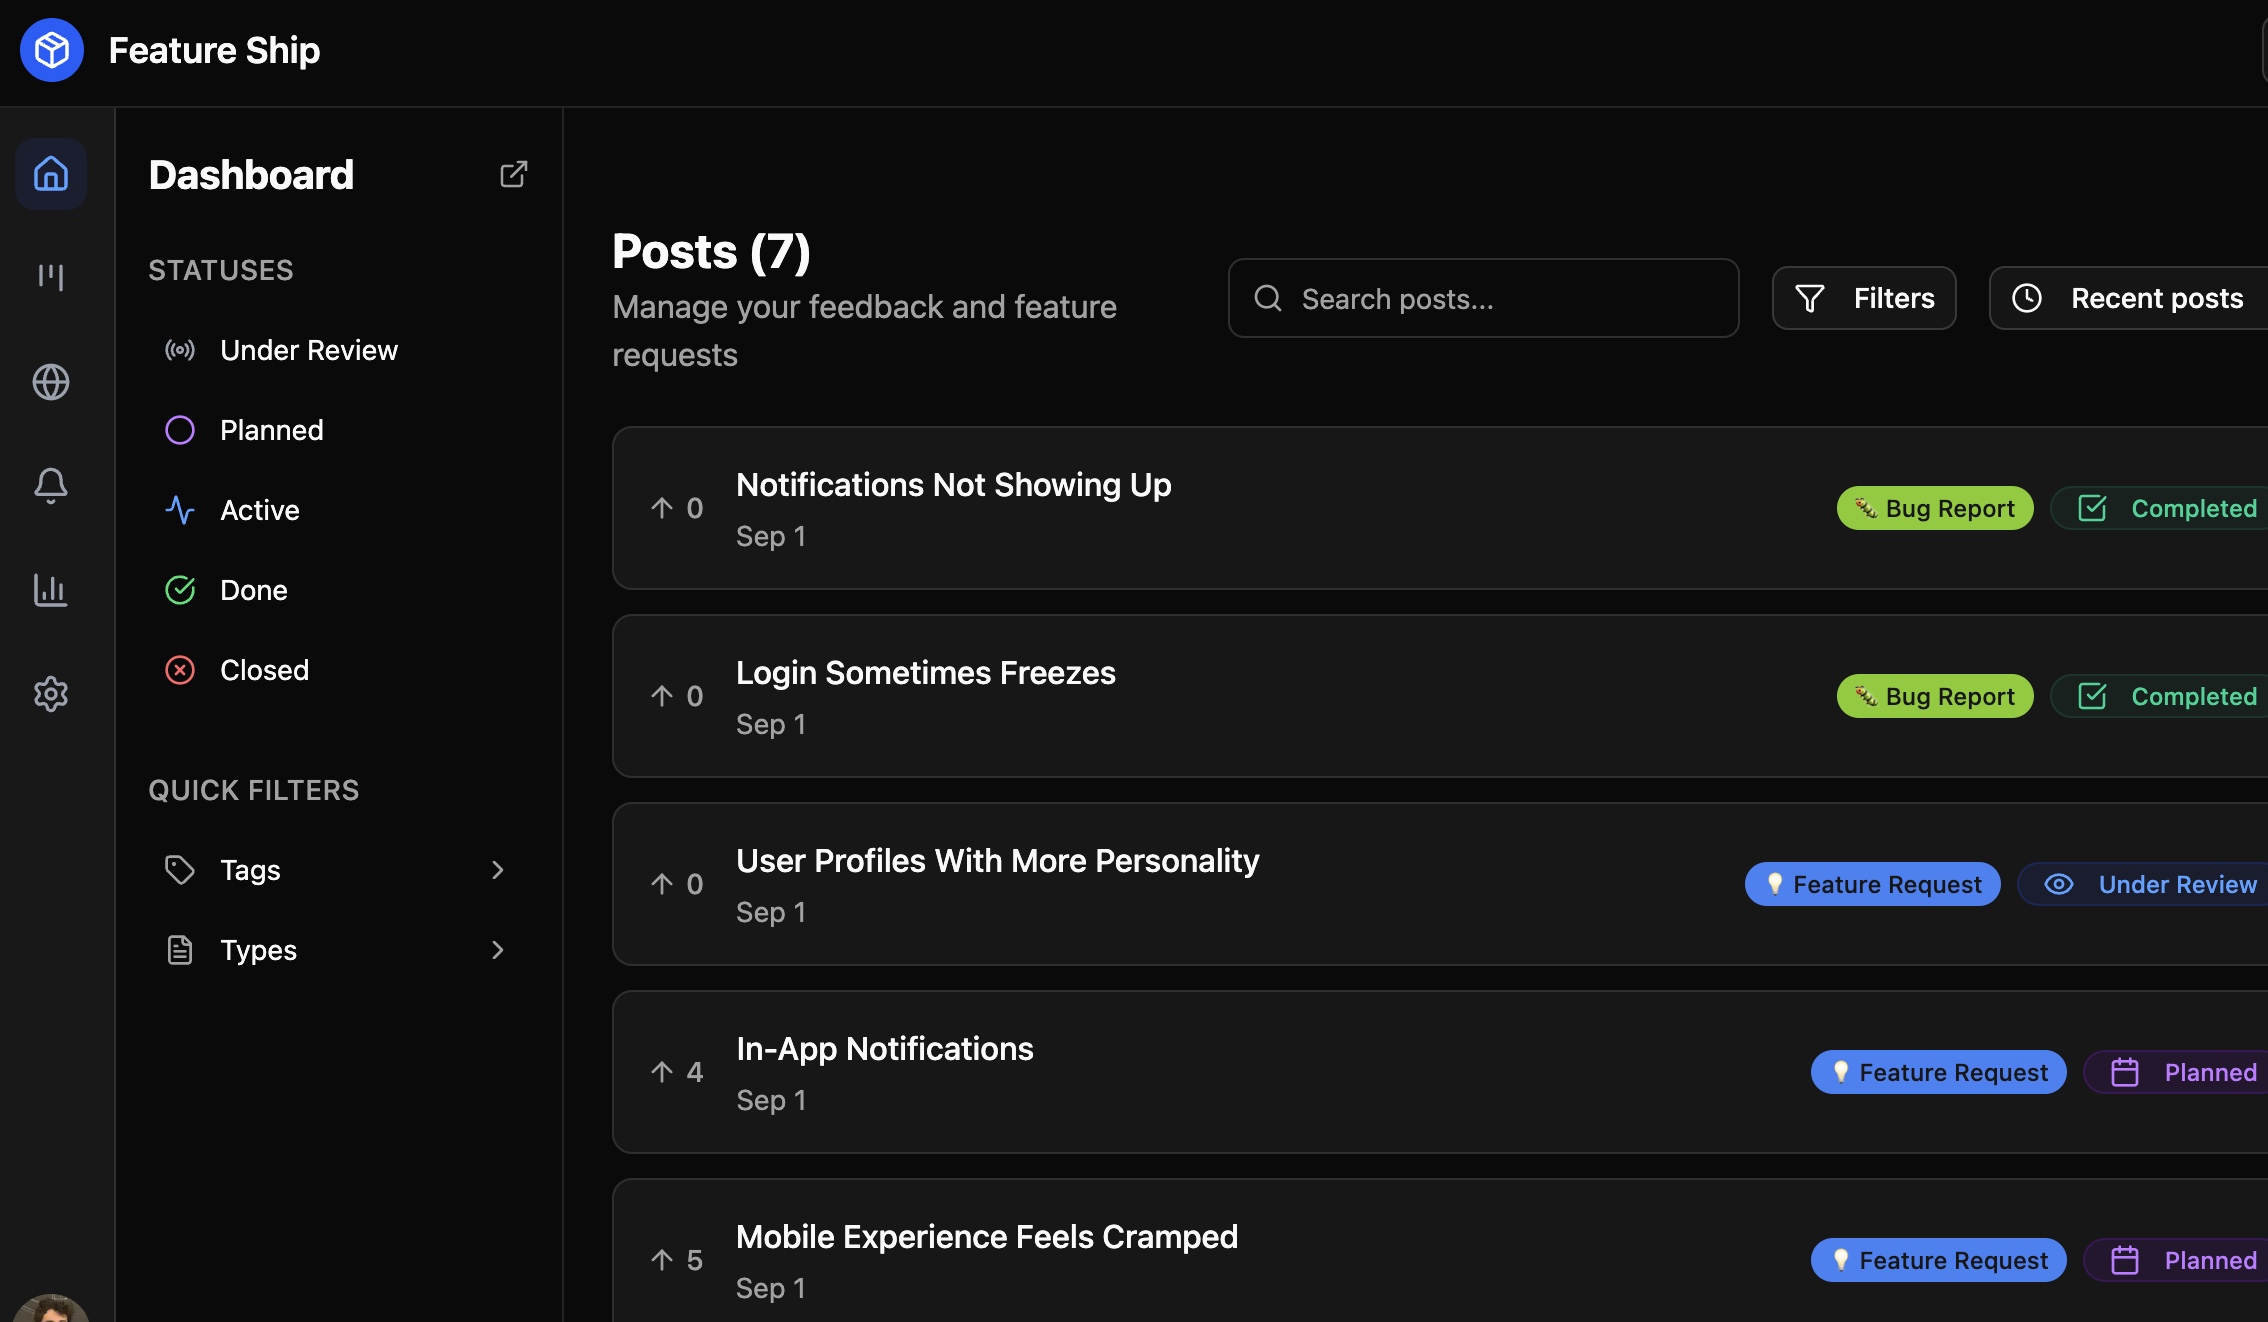 Feature Ship
Dashboard
STATUSES
Under Review
Planned
Active
Done
Closed
QUICK FILTERS
Tags
Types
Posts (7)
Manage your feedback and feature
requests
Search posts...
Filters
Recent posts
0
Notifications Not Showing Up
Sep 1
Bug Report
Completed
0
Login Sometimes Freezes
Sep 1
Bug Report
Completed
0
User Profiles With More Personality
Sep 1
Feature Request
Under Review
4
In-App Notifications
Sep 1
Feature Request
Planned
5
Mobile Experience Feels Cramped
Sep 1
Feature Request
Planned